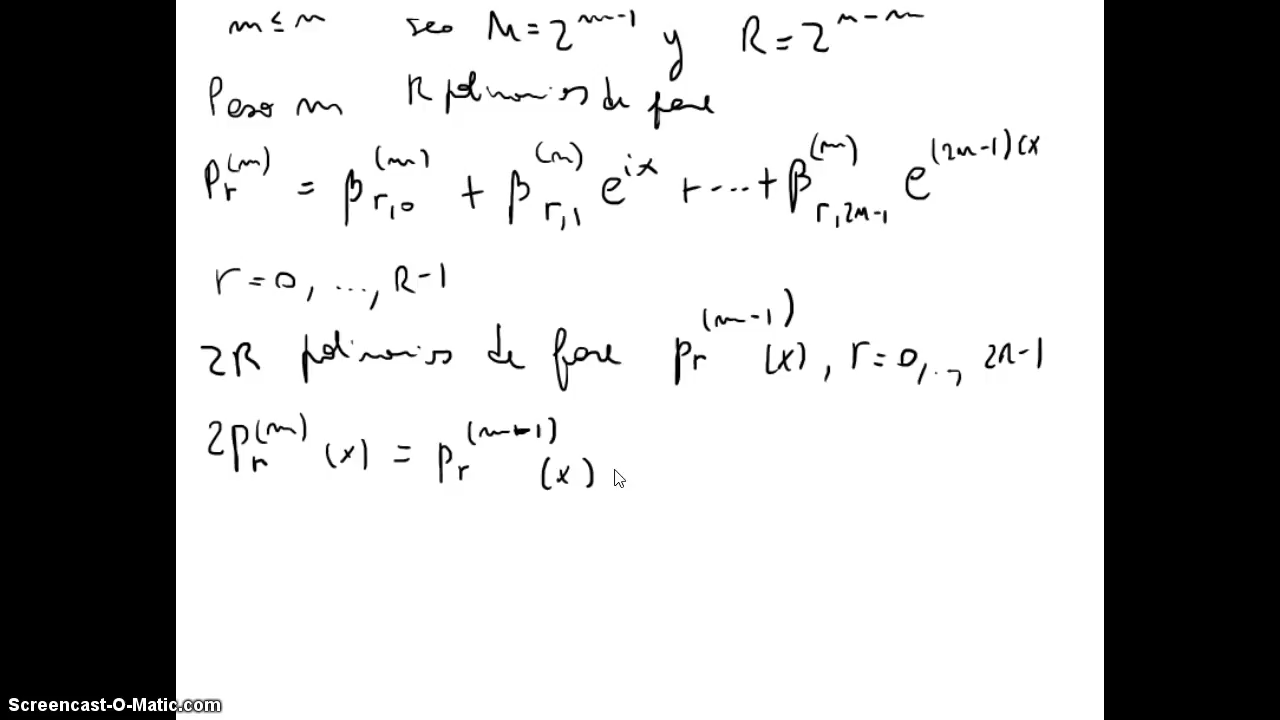 m ≤ n sea M = 2^{m-1} y R = 2^{n-m}
Paso m R polinomios de fase
P_r^{(m)} = β_{r,0}^{(m)} + β_{r,1}^{(m)} e^{ix} + ... + β_{r,2M-1}^{(m)} e^{(2M-1)ix}
r = 0, ..., R-1
2R polinomios de fase P_r^{(m-1)}(x), r = 0, .., 2R-1
2P_r^{(m)}(x) = P_r^{(m-1)}(x)
Screencast-O-Matic.com